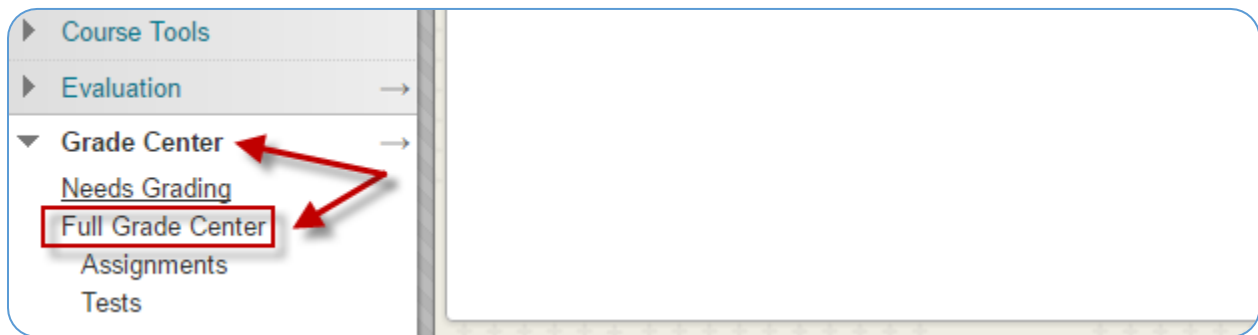 Course Tools
Evaluation
Grade Center
Needs Grading
Full Grade Center
Assignments
Tests